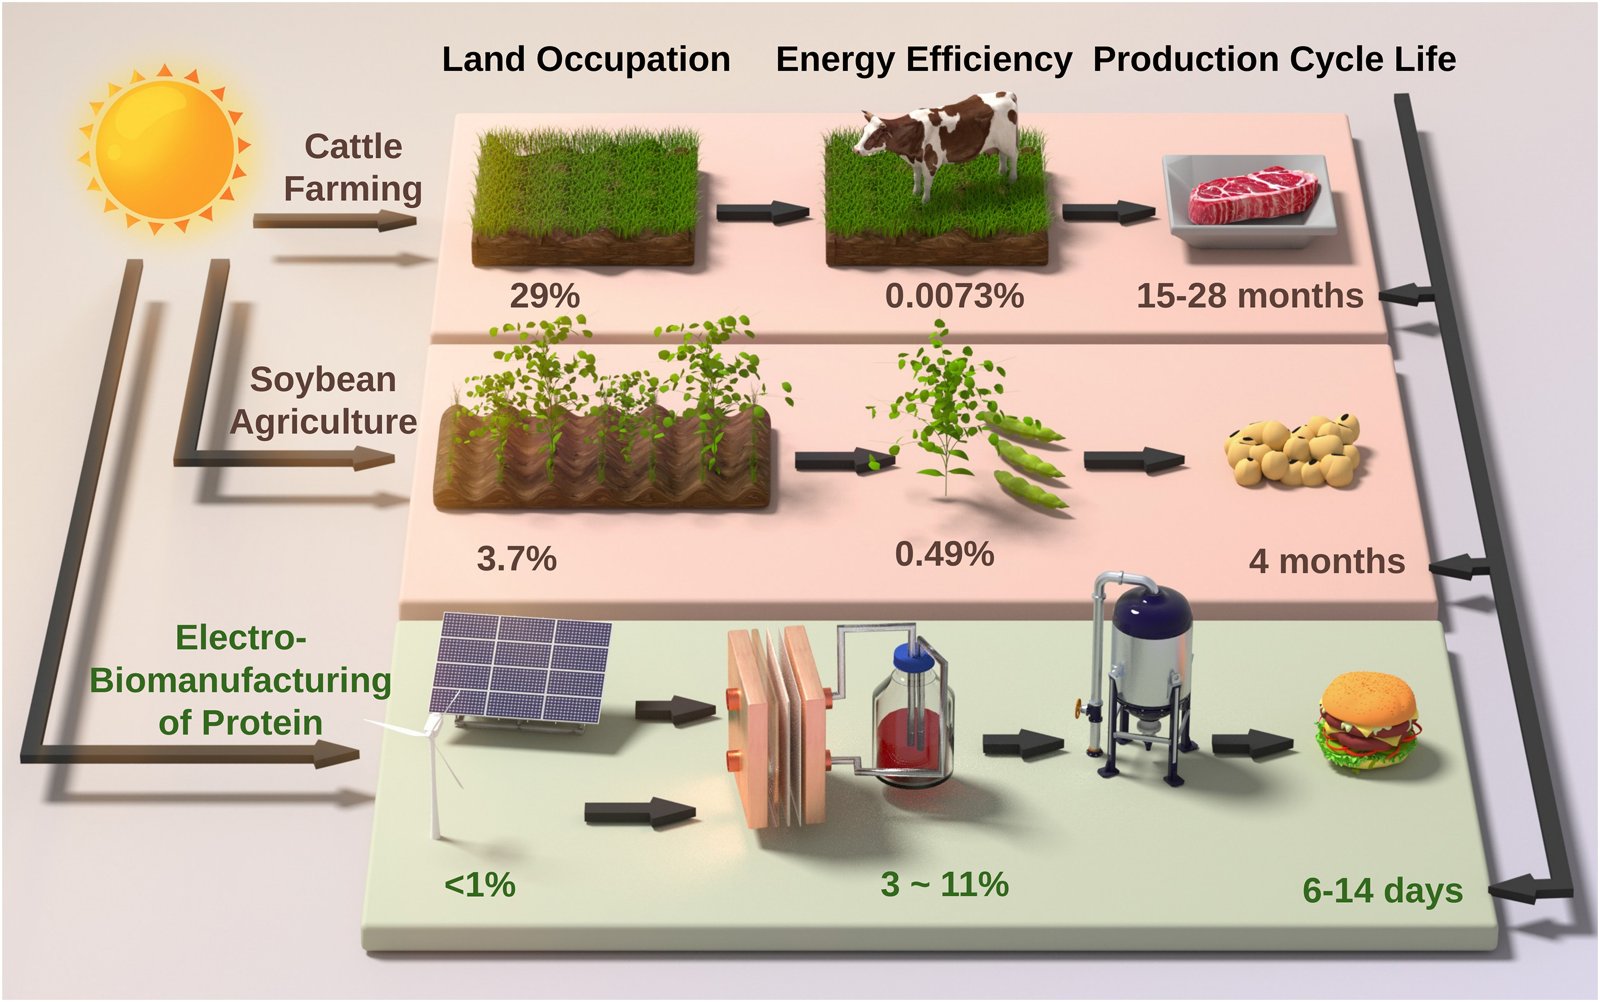 Land Occupation
Energy Efficiency
Production Cycle Life
Cattle
Farming
29%
0.0073%
15-28 months
Soybean
Agriculture
3.7%
0.49%
4 months
Electro-
Biomanufacturing
of Protein
<1%
3 ~ 11%
6-14 days